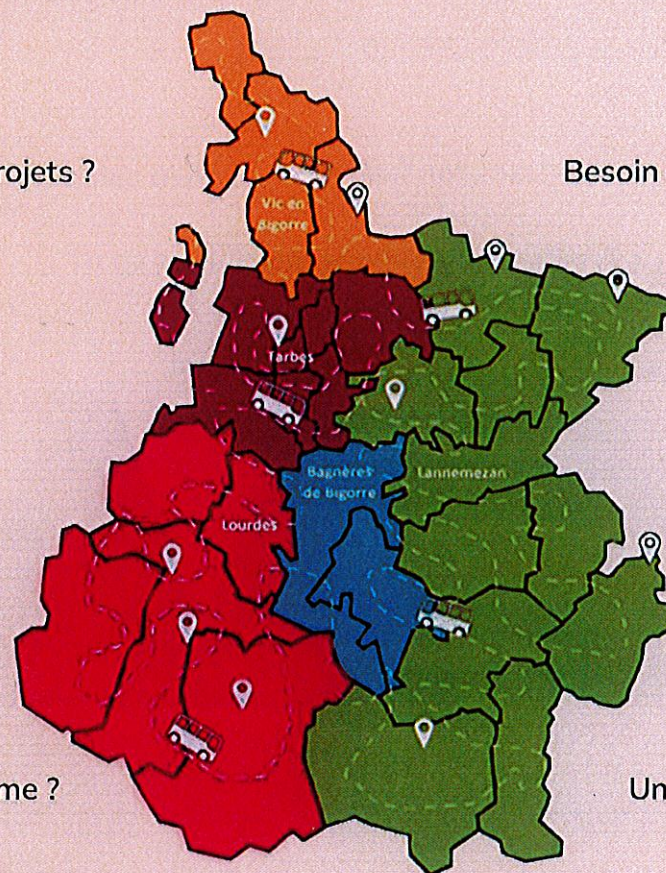 rojets ?
Besoin
Vic en
Bigorre
Tarbes
Bagnères
de Bigorre
Lannemezan
Lourdes
me ?
Un